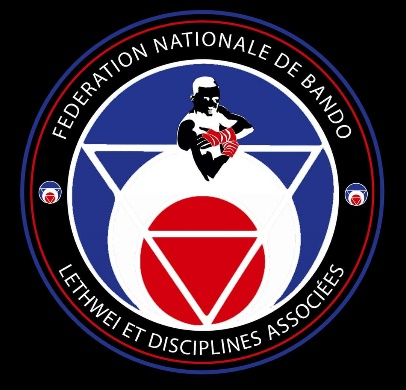 FEDERATION NATIONALE DE BANDO
LETHWEI ET DISCIPLINES ASSOCIÉES